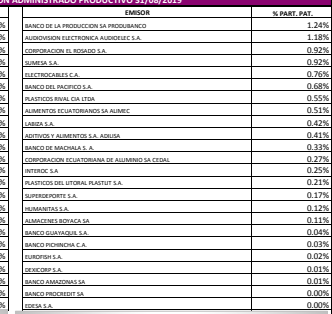 ADMINISTRADO PRODUCTIVO 31/08/2019
EMISOR % PART. PAT.
% BANCO DE LA PRODUCCION SA PRODUBANCO 1.24%
% AUDIOVISION ELECTRONICA AUDIOELEC S.A. 1.18%
% CORPORACION EL ROSADO S.A. 0.92%
% SUMESA S.A. 0.92%
% ELECTROCABLES C.A. 0.76%
% BANCO DEL PACIFICO S.A. 0.68%
% PLASTICOS RIVAL CIA LTDA 0.55%
% ALIMENTOS ECUATORIANOS SA ALIMEC 0.51%
% LABIZA S.A. 0.42%
% ADITIVOS Y ALIMENTOS S.A. ADILISA 0.41%
% BANCO DE MACHALA S. A. 0.33%
% CORPORACION ECUATORIANA DE ALUMINIO SA CEDAL 0.27%
% INTEROC S.A 0.25%
% PLASTICOS DEL LITORAL PLASTLIT S.A. 0.21%
% SUPERDEPORTE S.A. 0.17%
% HUMANITAS S.A. 0.12%
% ALMACENES BOYACA SA 0.11%
% BANCO GUAYAQUIL S.A. 0.04%
% BANCO PICHINCHA C.A. 0.03%
% EUROFISH S.A. 0.02%
% DEXICORP S.A. 0.01%
% BANCO AMAZONAS SA 0.01%
% BANCO PROCREDIT SA 0.00%
% EDESA S.A. 0.00%